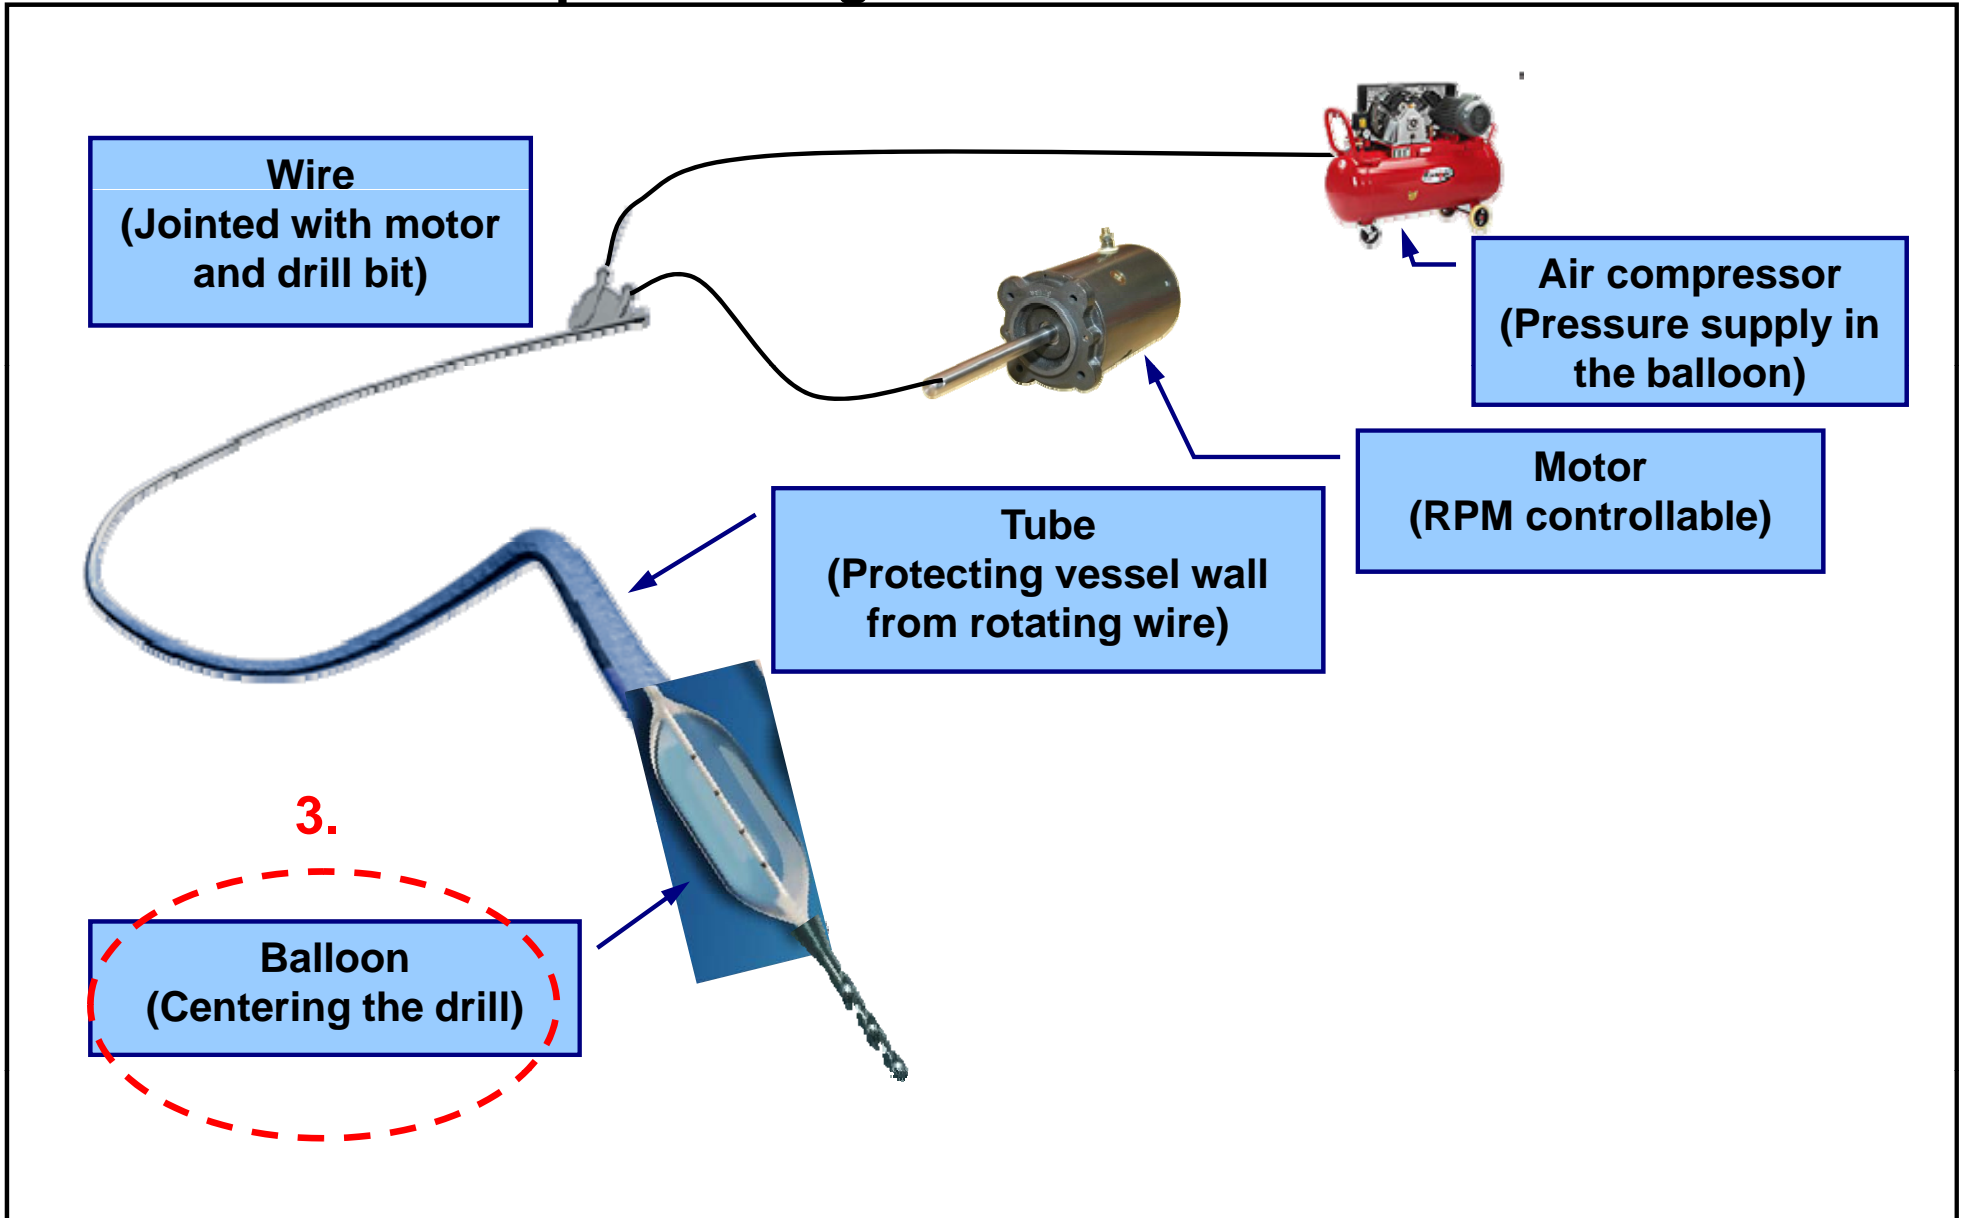 Wire
(Jointed with motor
and drill bit)
Air compressor
(Pressure supply in
the balloon)
Motor
(RPM controllable)
Tube
(Protecting vessel wall
from rotating wire)
3.
Balloon
(Centering the drill)